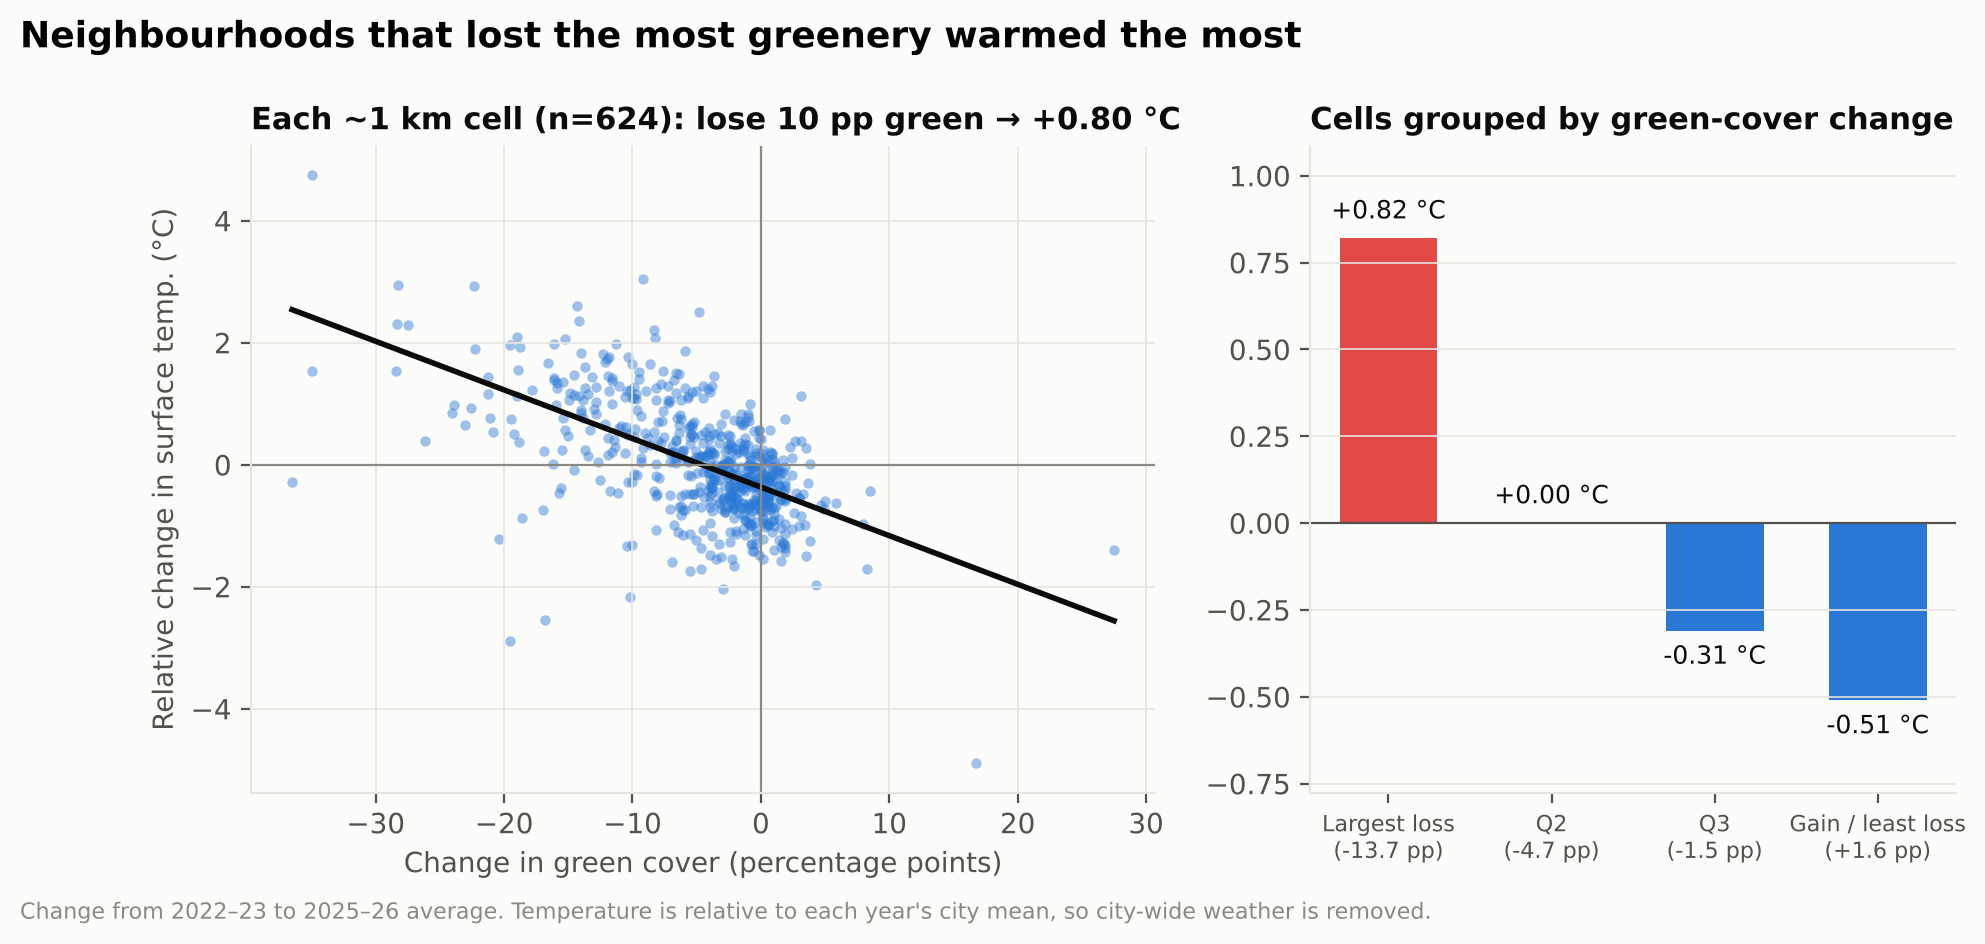 Neighbourhoods that lost the most greenery warmed the most
Each ~1 km cell (n=624): lose 10 pp green → +0.80 °C
Relative change in surface temp. (°C)
4
2
0
−2
−4
−30
−20
−10
0
10
20
30
Change in green cover (percentage points)
Cells grouped by green-cover change
1.00
0.75
0.50
0.25
0.00
−0.25
−0.50
−0.75
+0.82 °C
+0.00 °C
-0.31 °C
-0.51 °C
Largest loss
(-13.7 pp)
Q2
(-4.7 pp)
Q3
(-1.5 pp)
Gain / least loss
(+1.6 pp)
Change from 2022–23 to 2025–26 average. Temperature is relative to each year's city mean, so city-wide weather is removed.